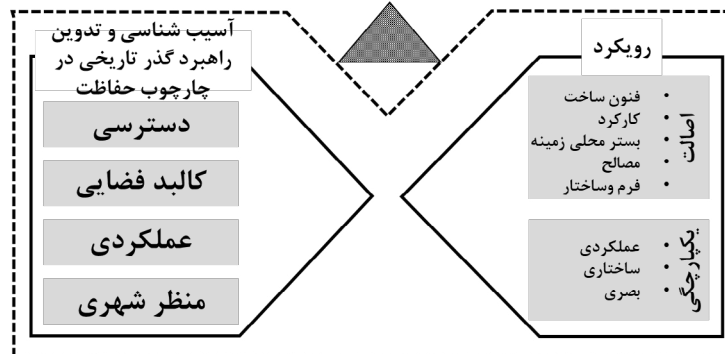 رویکرد
فنون ساخت
کارکرد
بستر محلی زمینه
مصالح
فرم وساختار
اصالت
عملکردی
ساختاری
بصری
یکپارچگی
آسیب شناسی و تدوین
راهبرد گذر تاریخی در
چارچوب حفاظت
دسترسی
کالبد فضایی
عملکردی
منظر شهری